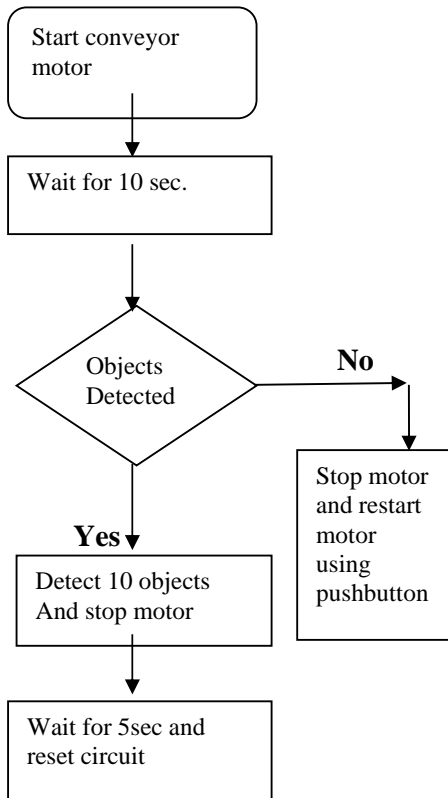 Start conveyor
motor
Wait for 10 sec.
Objects
Detected
No
Stop motor
and restart
motor
using
pushbutton
Yes
Detect 10 objects
And stop motor
Wait for 5sec and
reset circuit